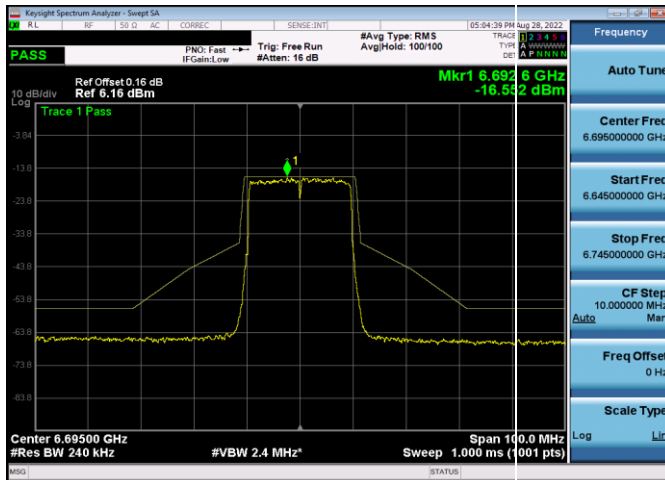 Keysight Spectrum Analyzer - Swept SA
RL RF 50 Ω AC CORREC SENSE:INT 05:04:39 PM Aug 28, 2022
Frequency
PASS
PNO: Fast
IFGain:Low
Trig: Free Run
#Atten: 16 dB
#Avg Type: RMS
Avg|Hold: 100/100
TRACE 1 2 3 4 5 6
TYPE A WWWWW
DET A P N N N N
Auto Tune
Ref Offset 0.16 dB
Ref 6.16 dBm
10 dB/div
Log
Mkr1 6.692 6 GHz
-16.552 dBm
Trace 1 Pass
1
-3.84
-13.8
-23.8
-33.8
-43.8
-53.8
-63.8
-73.8
-83.8
Center Freq
6.695000000 GHz
Start Freq
6.645000000 GHz
Stop Freq
6.745000000 GHz
CF Step
10.000000 MHz
Auto Man
Freq Offset
0 Hz
Scale Type
Log Lin
Center 6.69500 GHz
Span 100.0 MHz
#Res BW 240 kHz
#VBW 2.4 MHz*
Sweep 1.000 ms (1001 pts)
MSG
STATUS